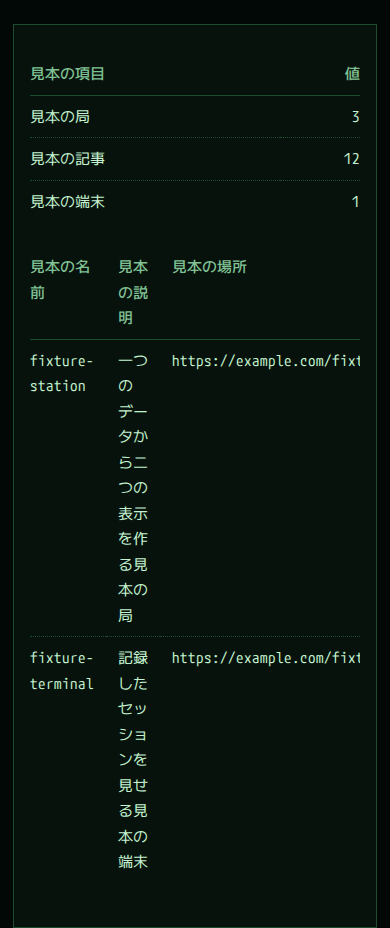 見本の項目 値
見本の局 3
見本の記事 12
見本の端末 1
見本の名 見本 見本の場所
前 の説
明
fixture- 一つ https://example.com/fixt
station の
デー
タか
ら二
つの
表示
を作
る見
本の
局
fixture- 記録 https://example.com/fixt
terminal した
セッ
ショ
ンを
見せ
る見
本の
端末